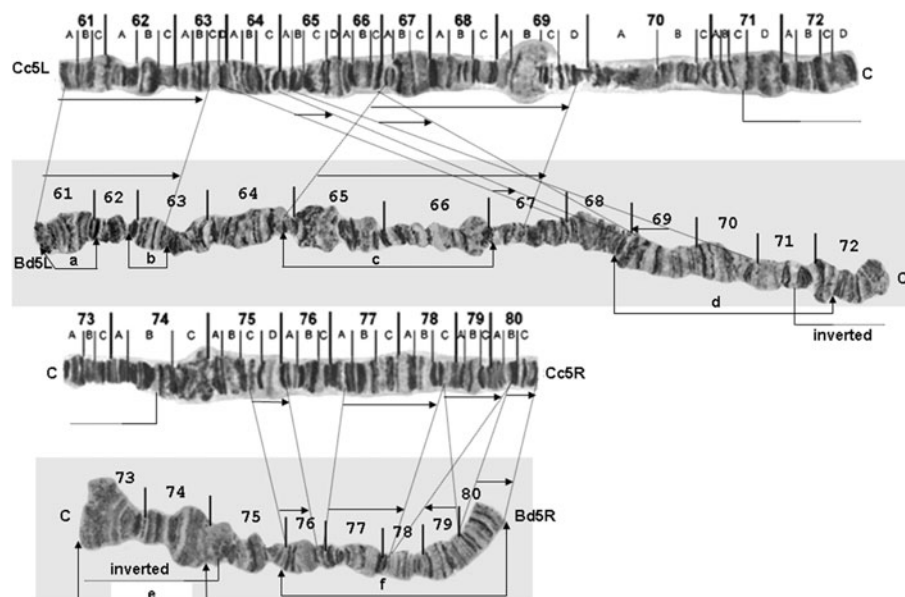 61 62 63 64 65 66 67 68 69 70 71 72
A B C A B C A B C D A B C A B C D A B C A B C A B C A B C D A B C A B C D A B C D
Cc5L C
61 62 63 64 65 66 67 68 69 70 71 72
Bd5L a b c d C
inverted
73 74 75 76 77 78 79 80
A B C A B C A B C D A B C A B C A B C A B C A B C
C Cc5R
73 74 75 76 77 78 79 80
C Bd5R
inverted
e f